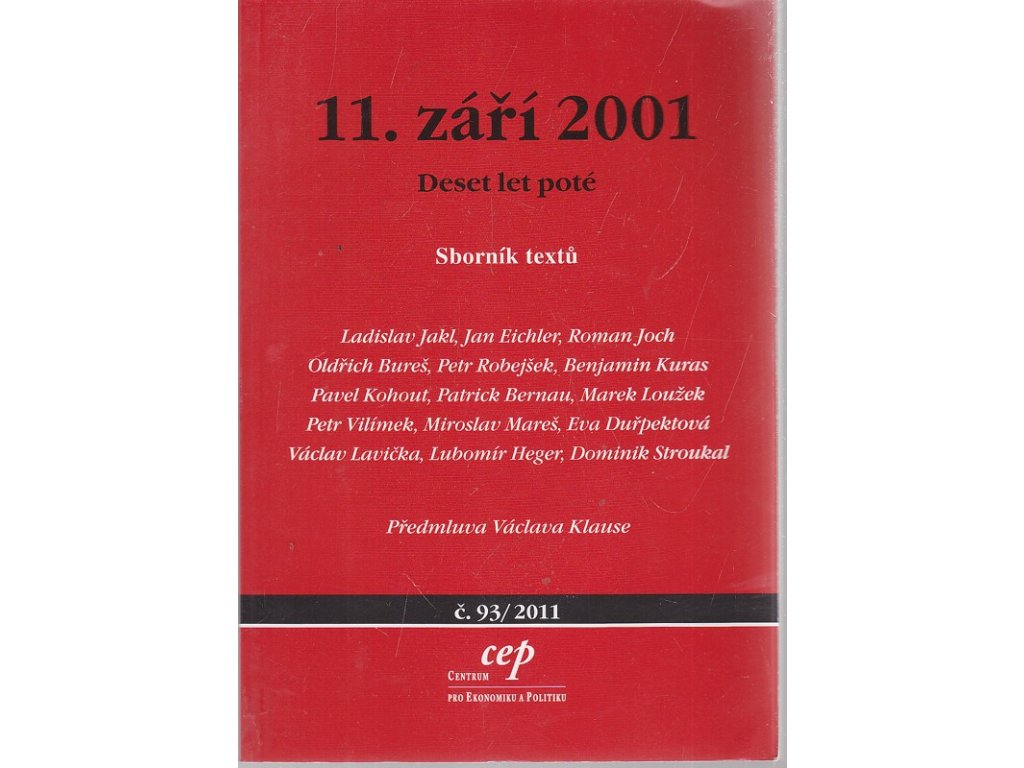 11. září 2001
Deset let poté
Sborník textů
Ladislav Jakl, Jan Eichler, Roman Joch
Oldřich Bureš, Petr Robejšek, Benjamin Kuras
Pavel Kohout, Patrick Bernau, Marek Loužek
Petr Vilímek, Miroslav Mareš, Eva Duřpektová
Václav Lavička, Lubomír Heger, Dominik Stroukal
Předmluva Václava Klause
č. 93/2011
cep
CENTRUM
PRO EKONOMIKU A POLITIKU